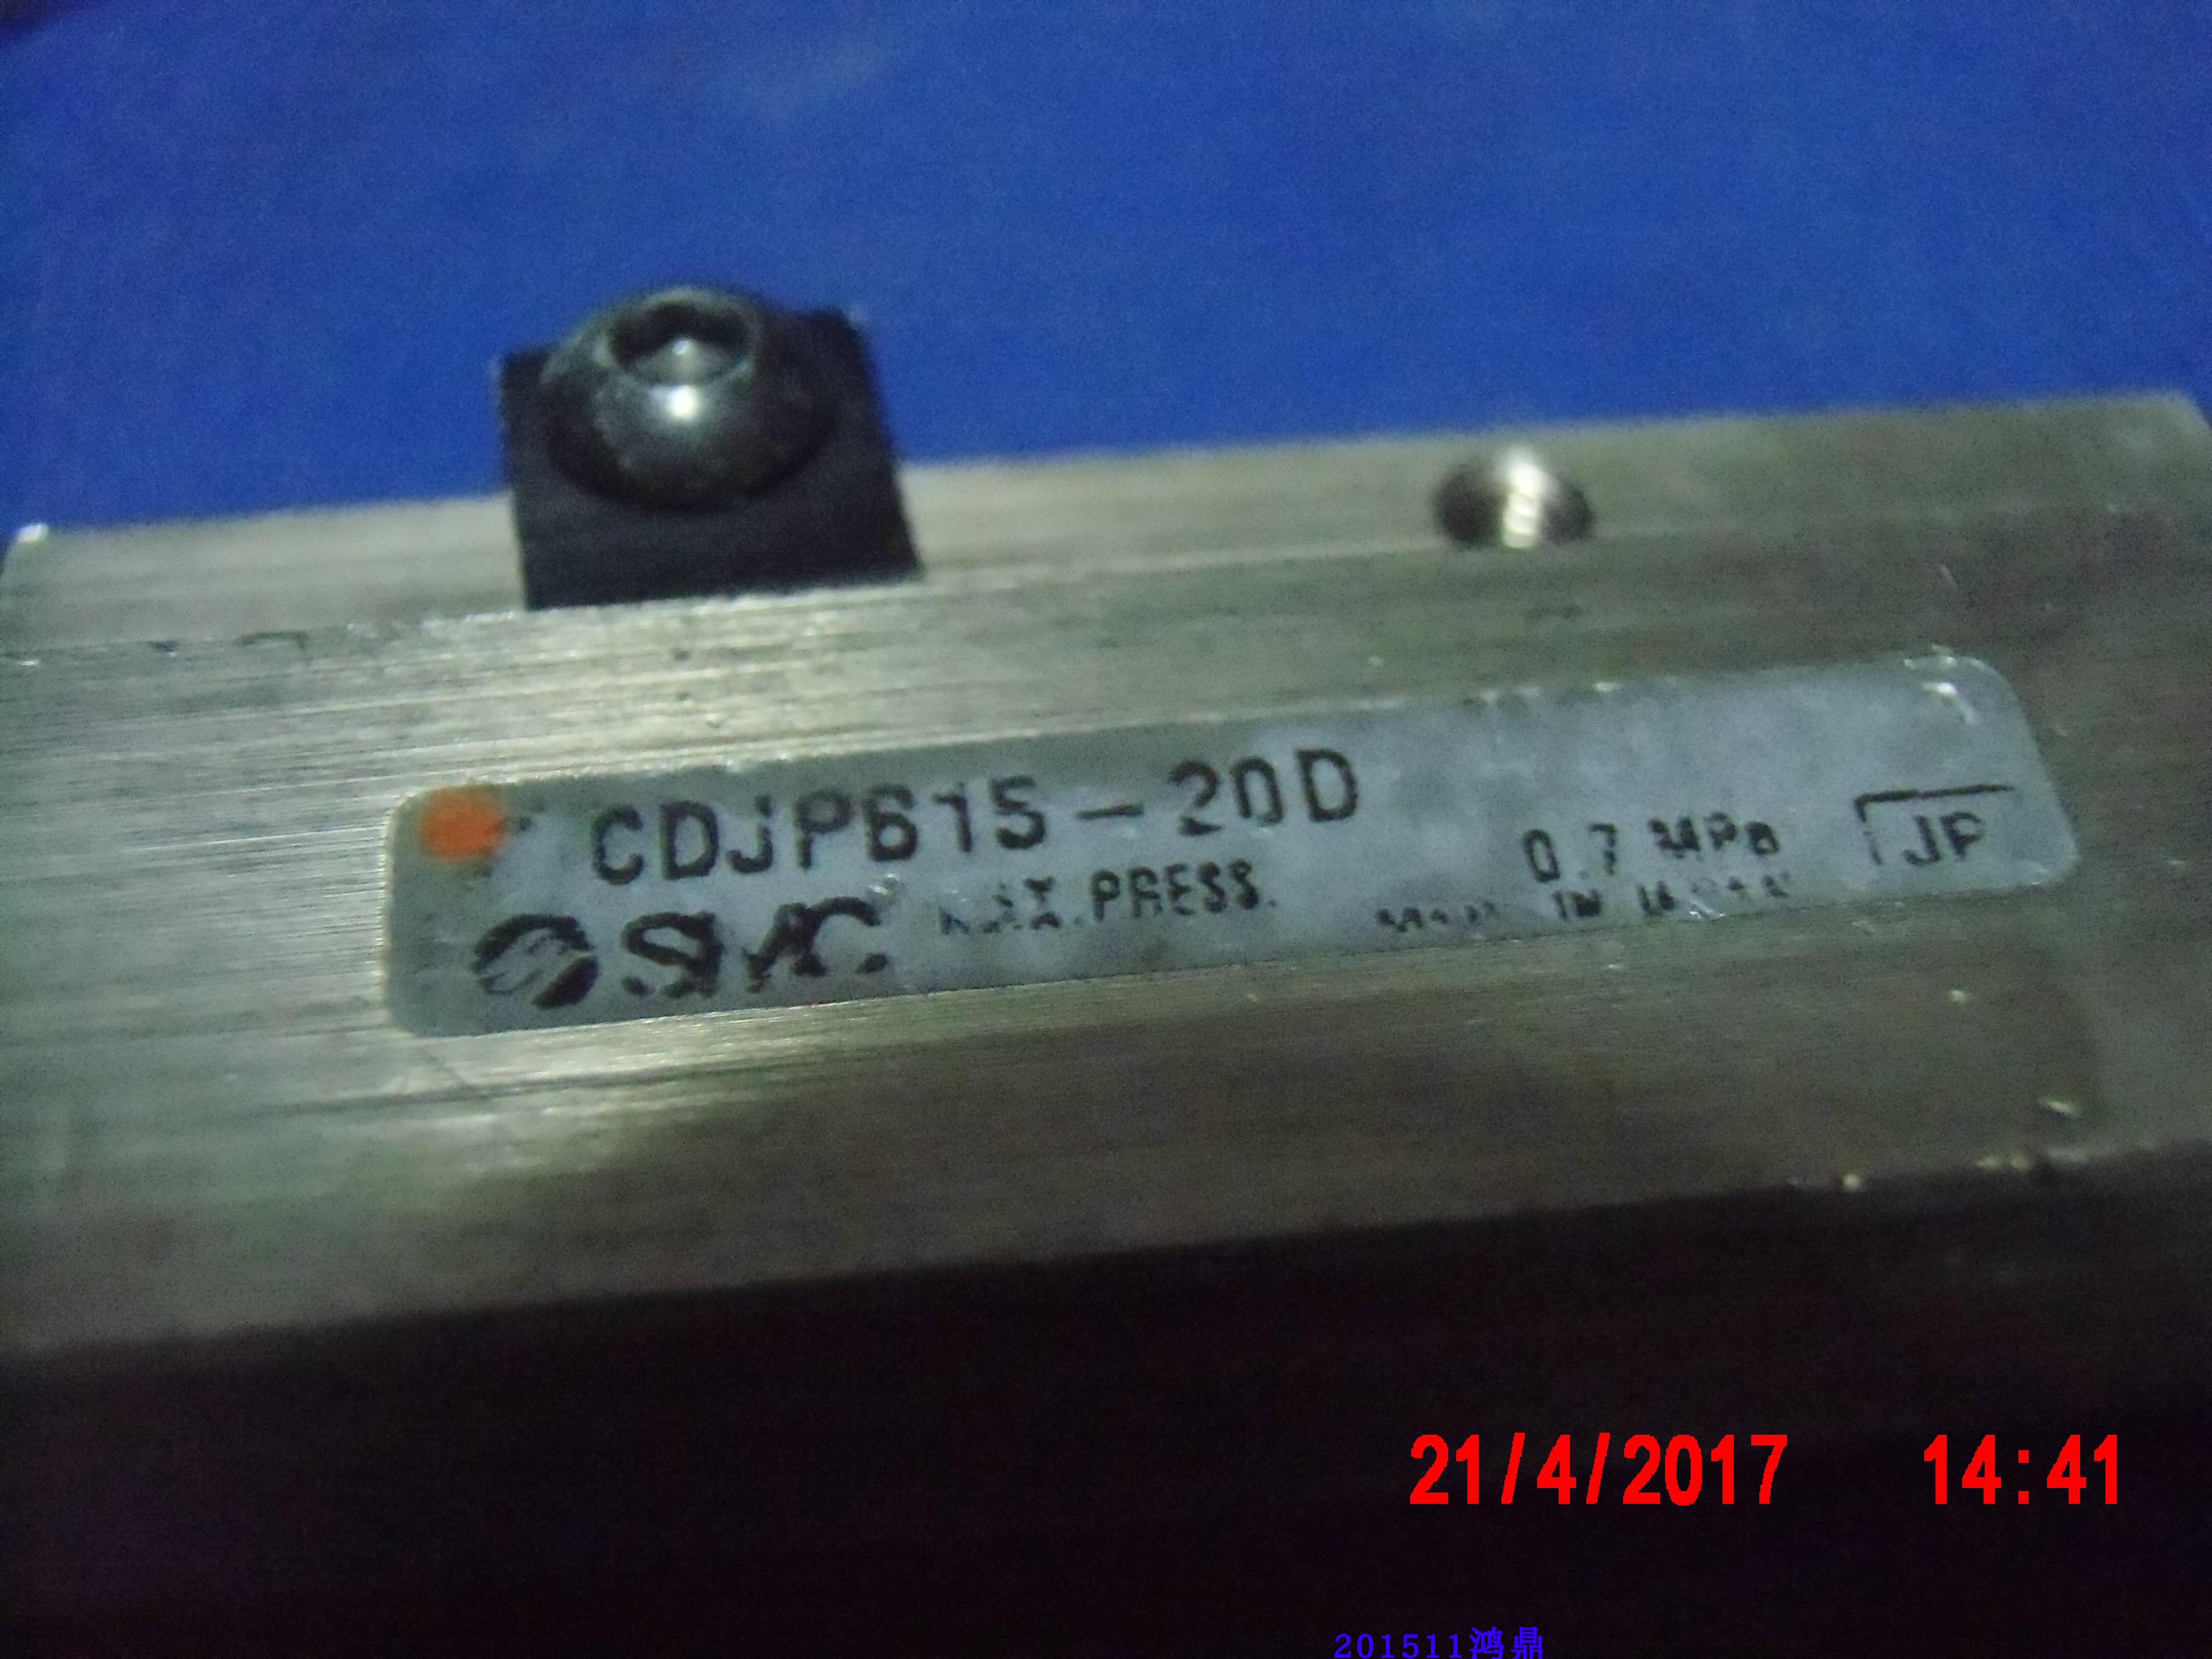 CDJPB15-20D
SMC MAX.PRESS. 0.7 MPa JP
21/4/2017 14:41
201511鸿鼎